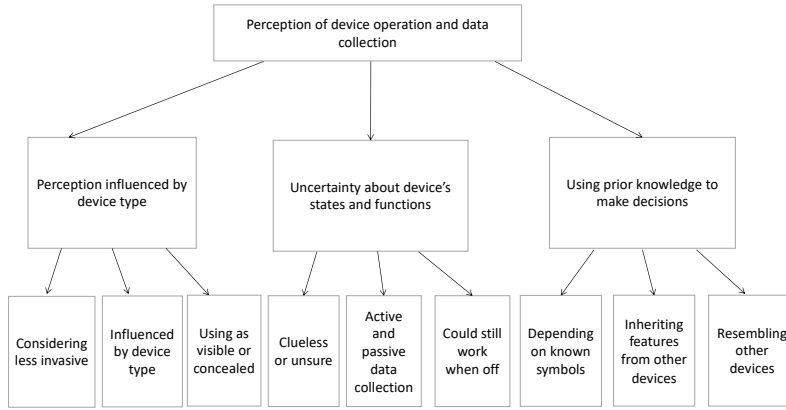 Perception of device operation and data
collection
Perception influenced by
device type
Uncertainty about device's
states and functions
Using prior knowledge to
make decisions
Considering
less invasive
Influenced
by device
type
Using as
visible or
concealed
Clueless
or unsure
Active
and
passive
data
collection
Could still
work
when off
Depending
on known
symbols
Inheriting
features
from other
devices
Resembling
other
devices